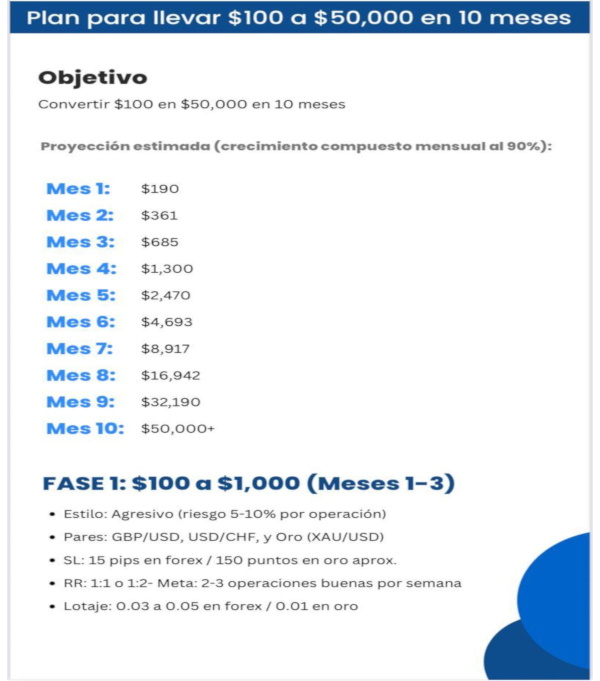 Plan para llevar $100 a $50,000 en 10 meses
Objetivo
Convertir $100 en $50,000 en 10 meses
Proyección estimada (crecimiento compuesto mensual al 90%):
Mes 1: $190
Mes 2: $361
Mes 3: $685
Mes 4: $1,300
Mes 5: $2,470
Mes 6: $4,693
Mes 7: $8,917
Mes 8: $16,942
Mes 9: $32,190
Mes 10: $50,000+
FASE 1: $100 a $1,000 (Meses 1–3)
• Estilo: Agresivo (riesgo 5-10% por operación)
• Pares: GBP/USD, USD/CHF, y Oro (XAU/USD)
• SL: 15 pips en forex / 150 puntos en oro aprox.
• RR: 1:1 o 1:2- Meta: 2-3 operaciones buenas por semana
• Lotaje: 0.03 a 0.05 en forex / 0.01 en oro